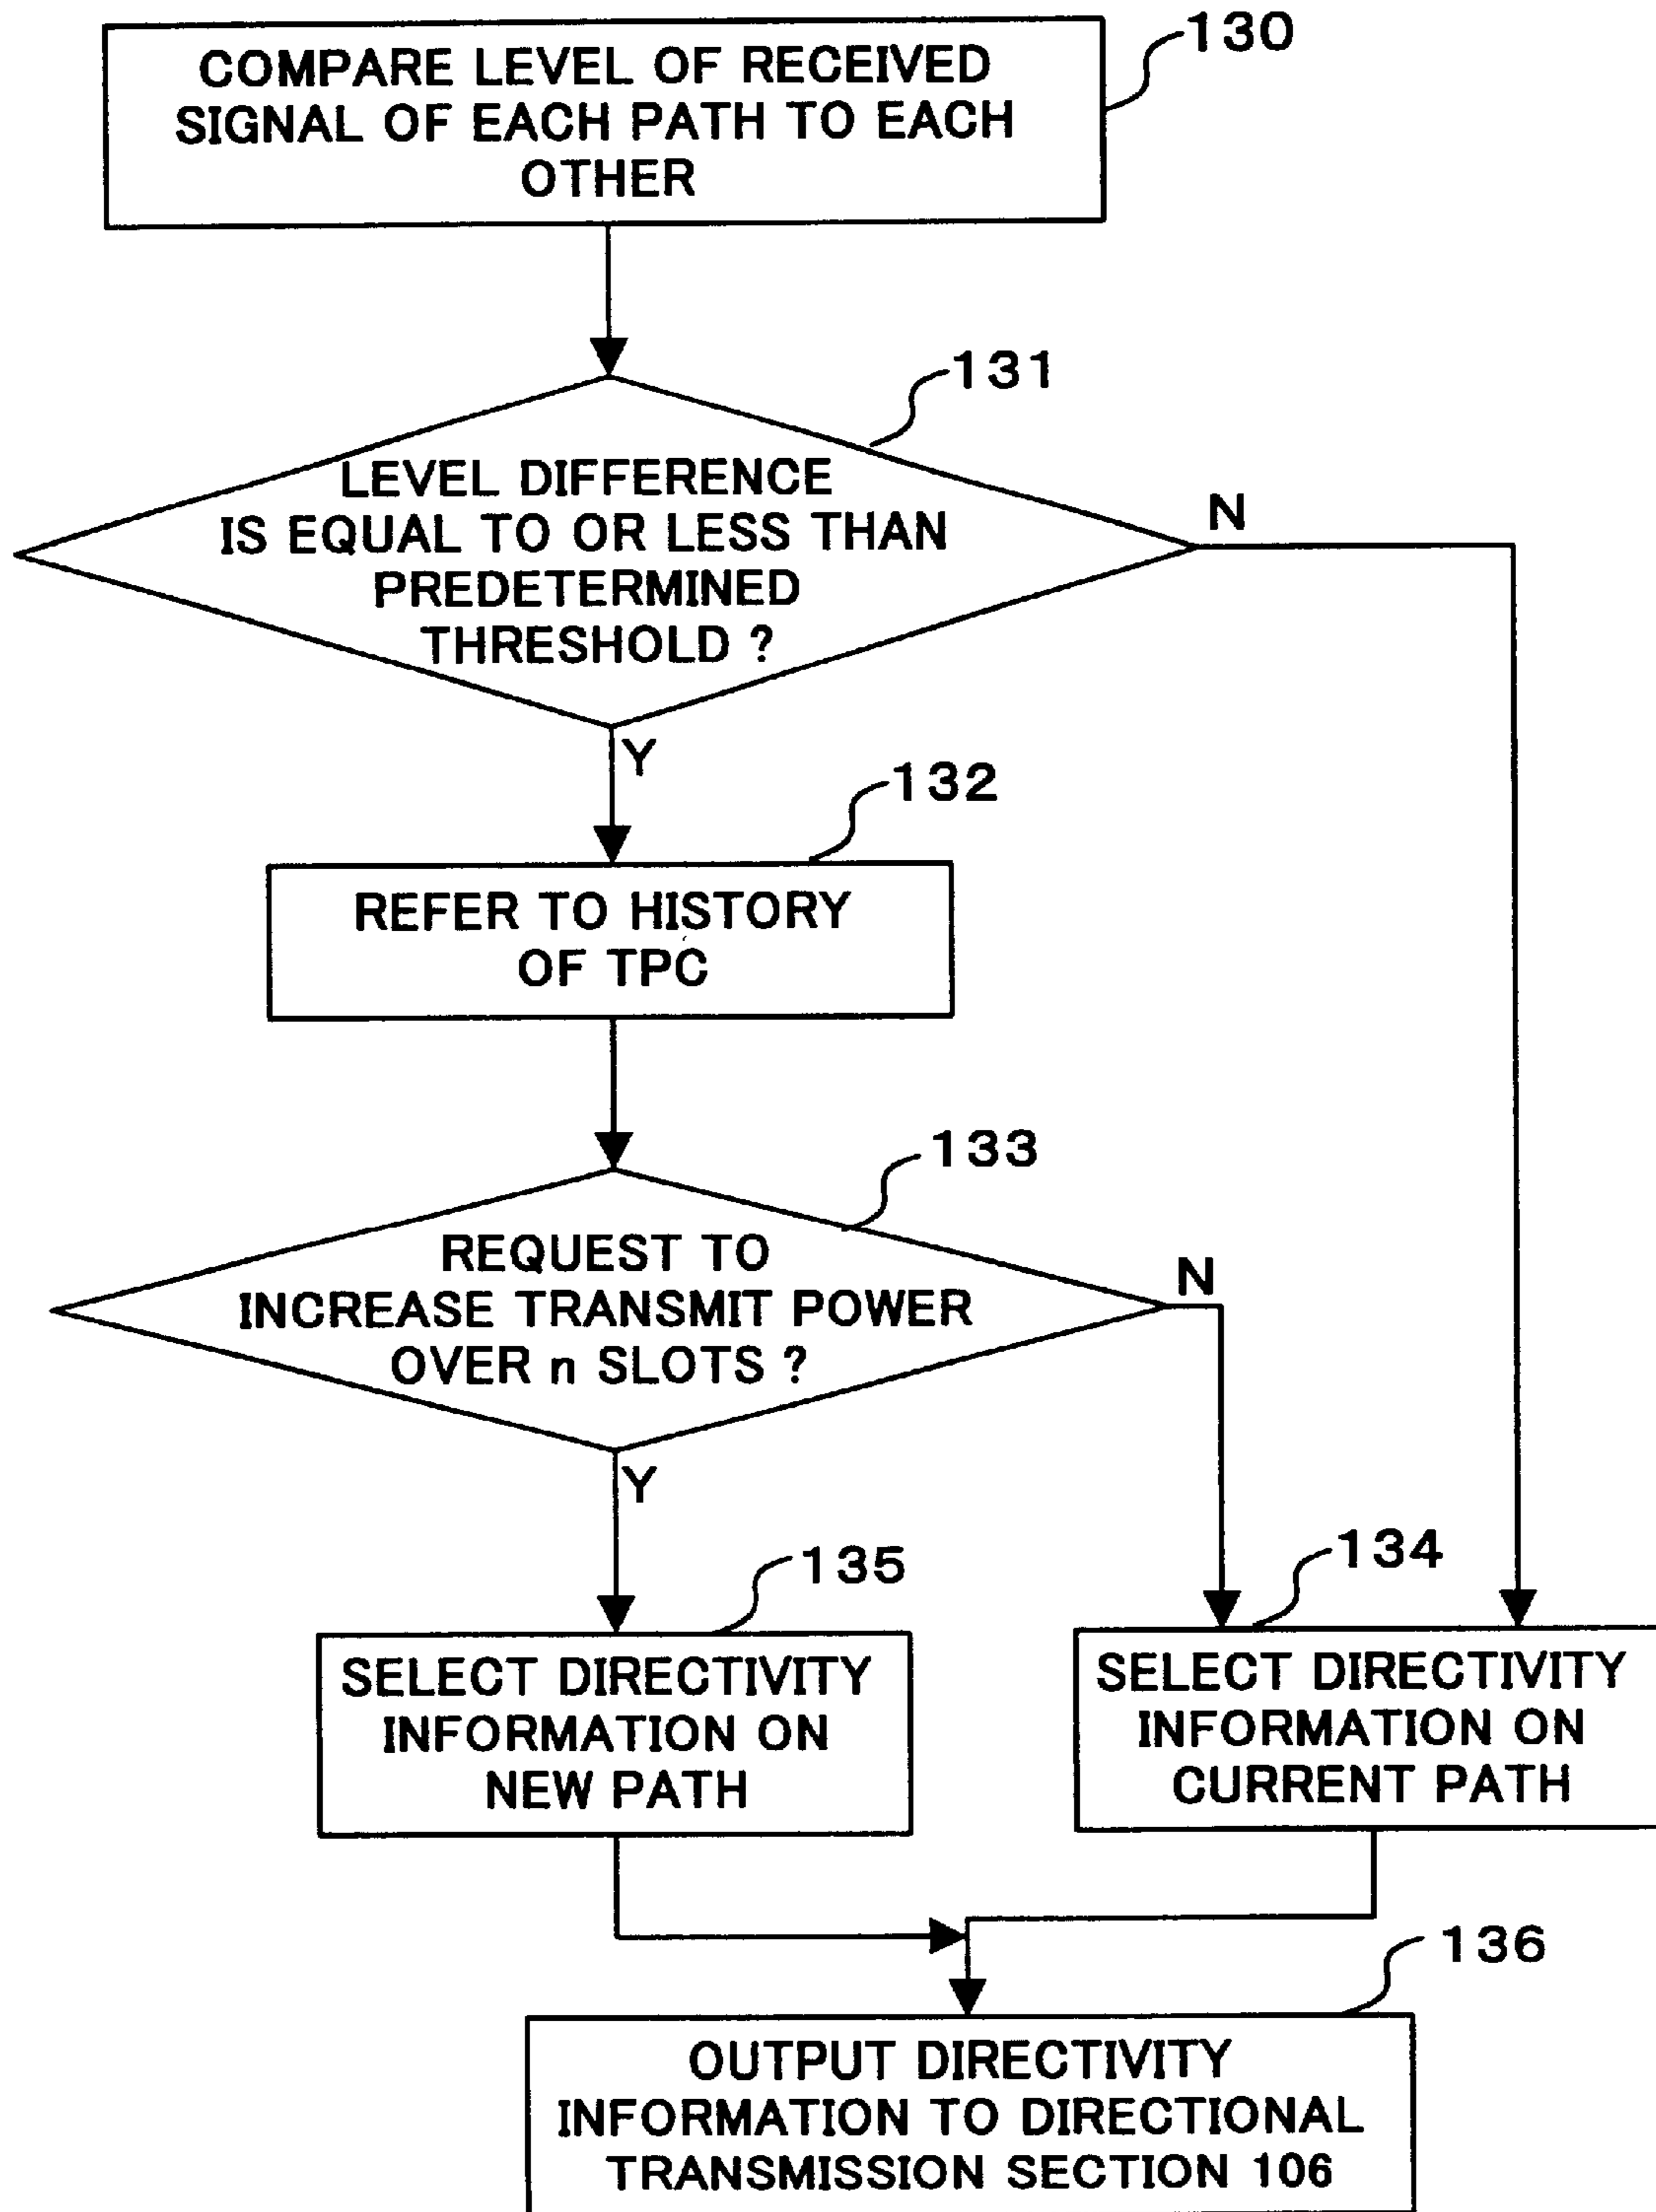 130
COMPARE LEVEL OF RECEIVED
SIGNAL OF EACH PATH TO EACH
OTHER
131
LEVEL DIFFERENCE
IS EQUAL TO OR LESS THAN
PREDETERMINED
THRESHOLD ?
N
Y
132
REFER TO HISTORY
OF TPC
133
REQUEST TO
INCREASE TRANSMIT POWER
OVER n SLOTS ?
N
Y
135
SELECT DIRECTIVITY
INFORMATION ON
NEW PATH
134
SELECT DIRECTIVITY
INFORMATION ON
CURRENT PATH
136
OUTPUT DIRECTIVITY
INFORMATION TO DIRECTIONAL
TRANSMISSION SECTION 106